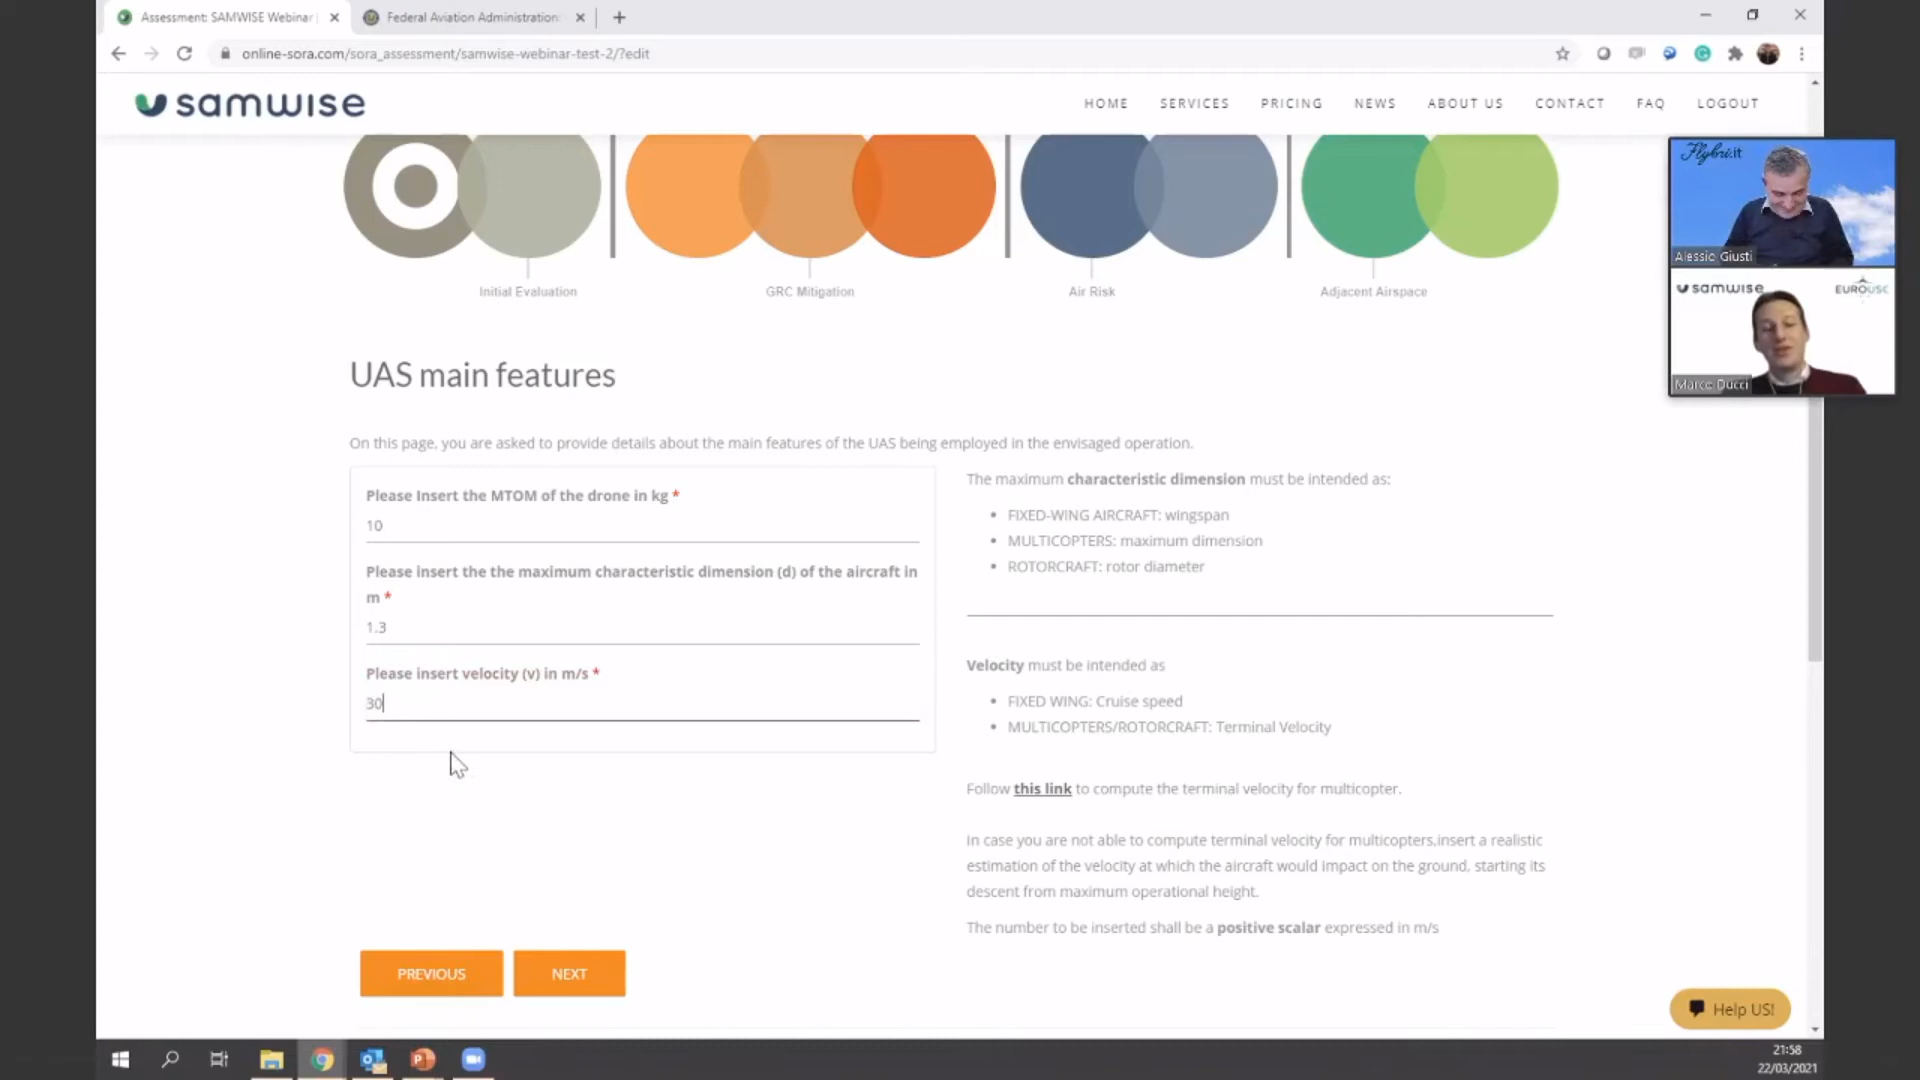 Assessment: SAMWISE Webinar
Federal Aviation Administration:
online-sora.com/sora_assessment/samwise-webinar-test-2/?edit
samwise
HOME SERVICES PRICING NEWS ABOUT US CONTACT FAQ LOGOUT
Flybri.it
Alessio Giusti
samwise EUROUSC
Marco Ducci
Initial Evaluation GRC Mitigation Air Risk Adjacent Airspace
UAS main features
On this page, you are asked to provide details about the main features of the UAS being employed in the envisaged operation.
Please Insert the MTOM of the drone in kg *
10
Please insert the the maximum characteristic dimension (d) of the aircraft in
m *
1.3
Please insert velocity (v) in m/s *
30
The maximum characteristic dimension must be intended as:
• FIXED-WING AIRCRAFT: wingspan
• MULTICOPTERS: maximum dimension
• ROTORCRAFT: rotor diameter
Velocity must be intended as
• FIXED WING: Cruise speed
• MULTICOPTERS/ROTORCRAFT: Terminal Velocity
Follow this link to compute the terminal velocity for multicopter.
In case you are not able to compute terminal velocity for multicopters,insert a realistic
estimation of the velocity at which the aircraft would impact on the ground, starting its
descent from maximum operational height.
The number to be inserted shall be a positive scalar expressed in m/s
PREVIOUS NEXT
Help US!
21:58
22/03/2021